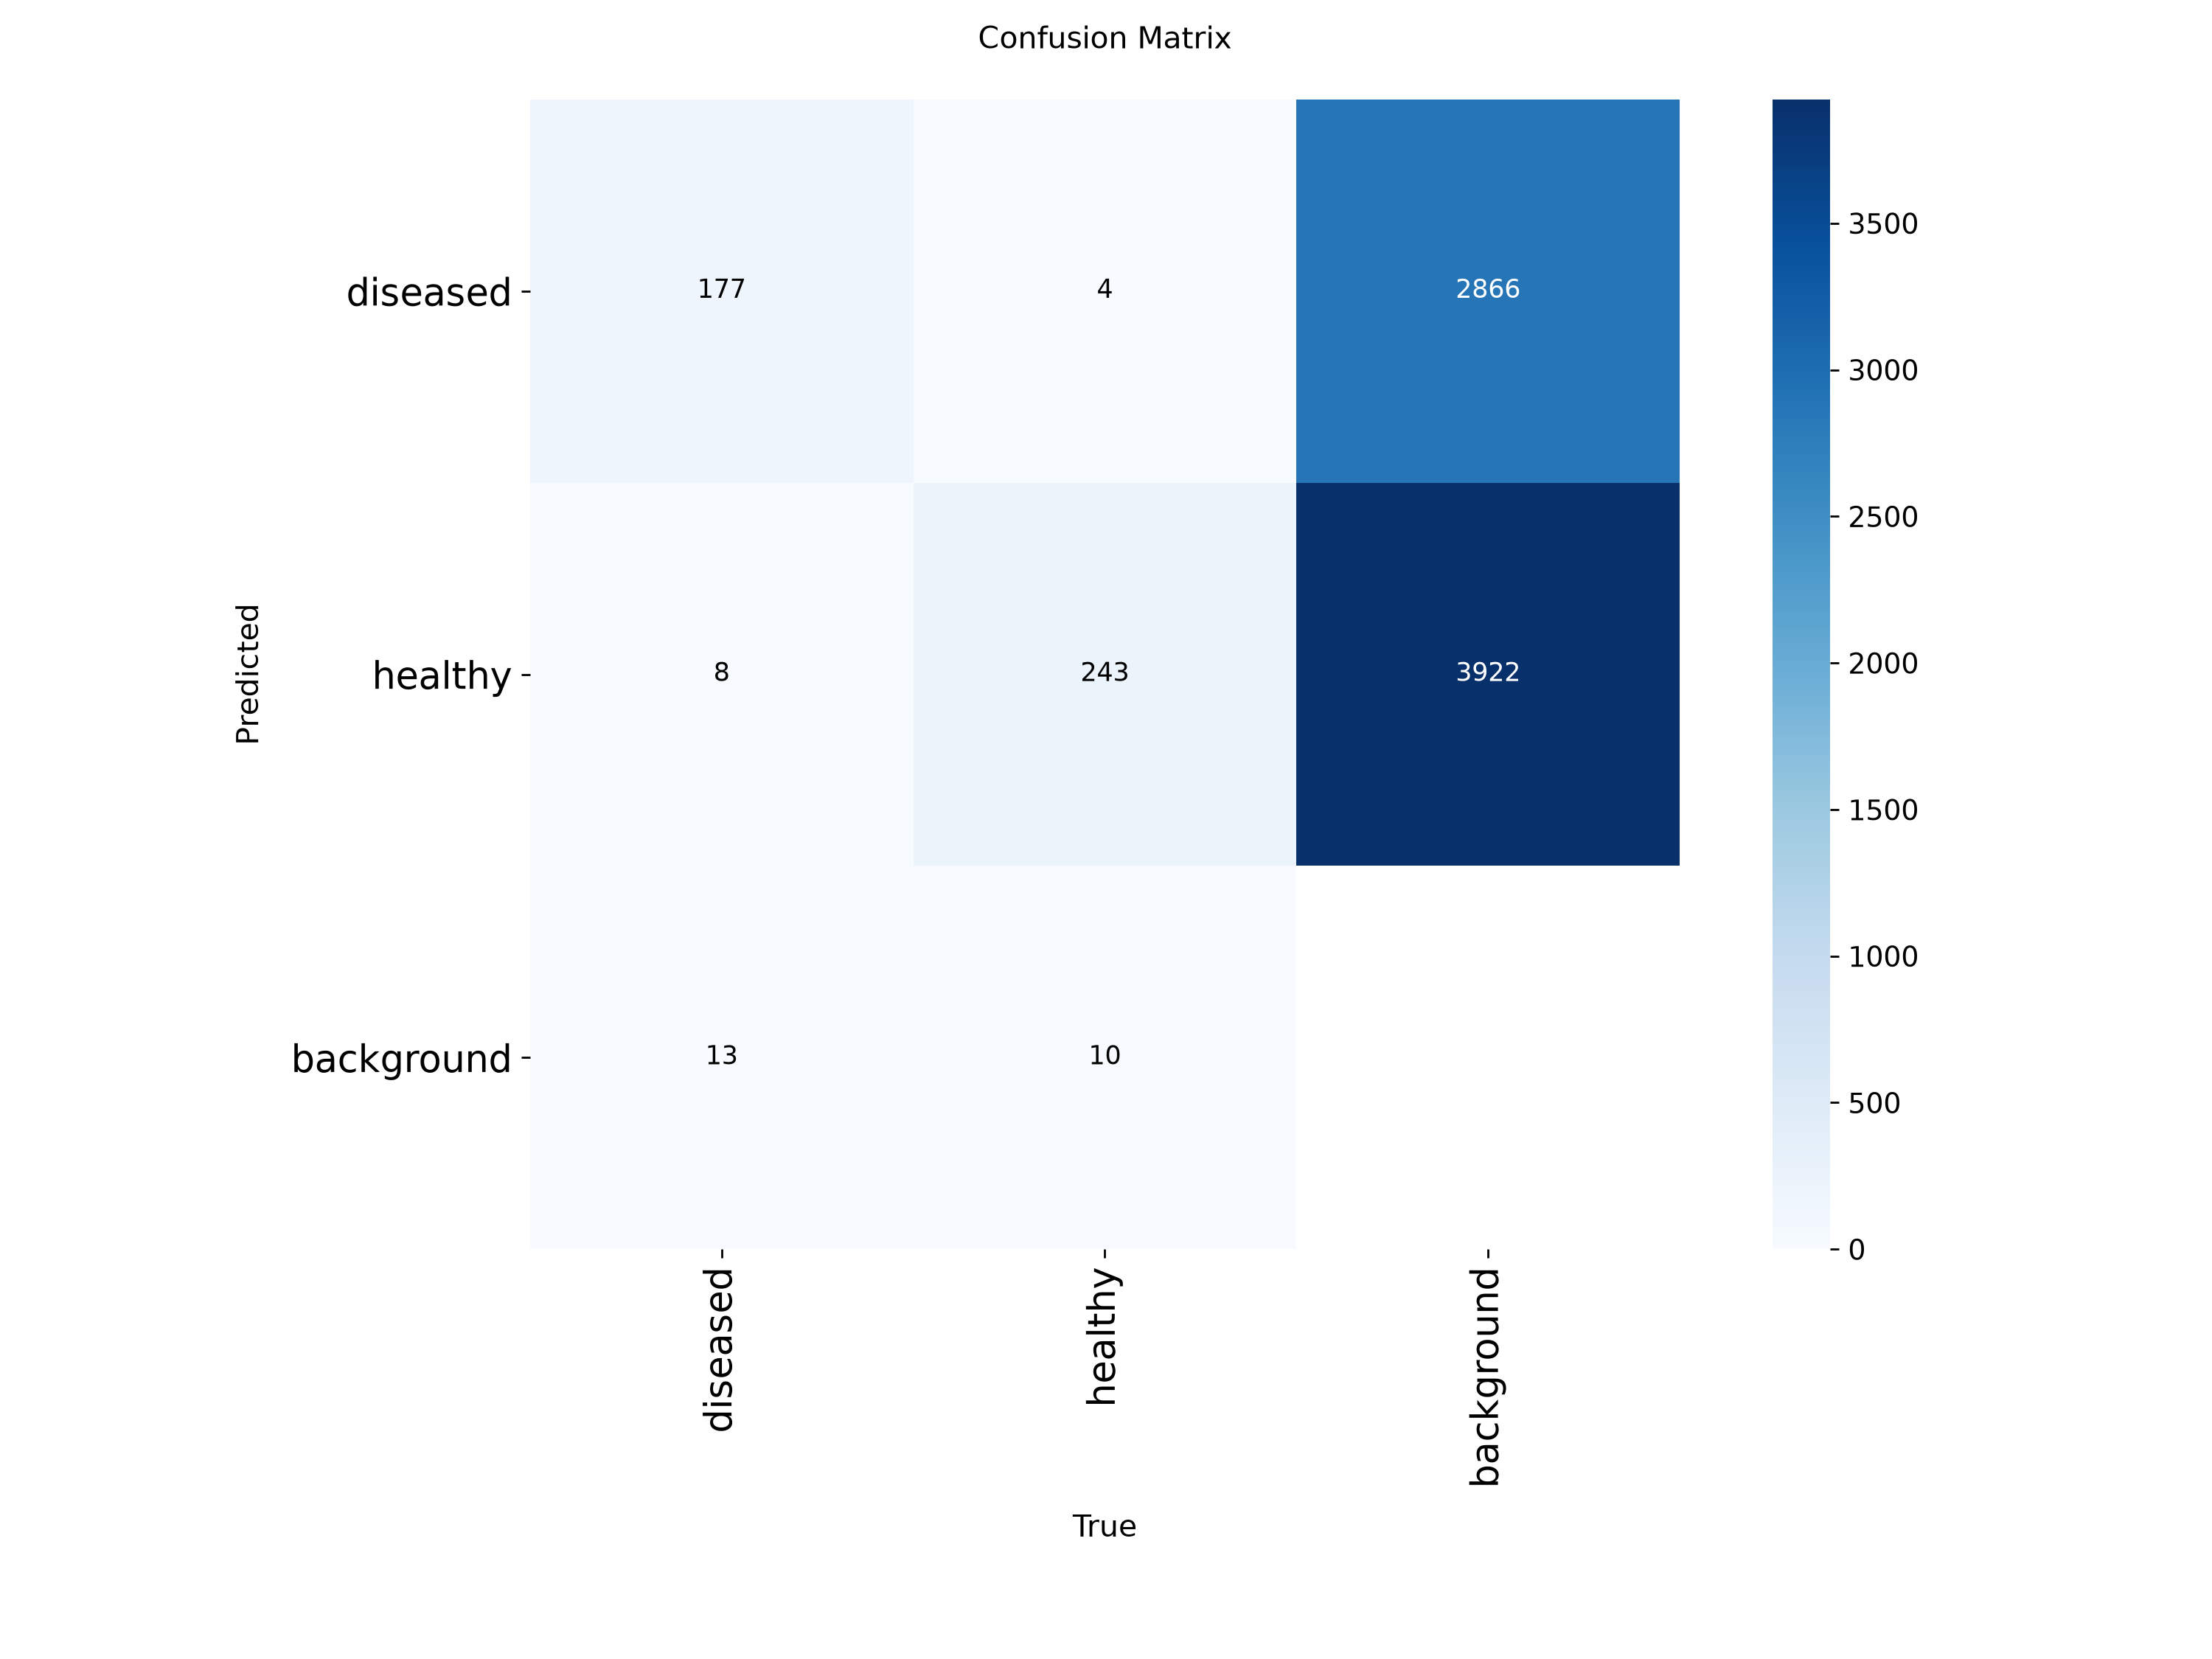 Confusion Matrix
diseased 177 4 2866
healthy 8 243 3922
background 13 10
Predicted
diseased healthy background
True
3500
3000
2500
2000
1500
1000
500
0